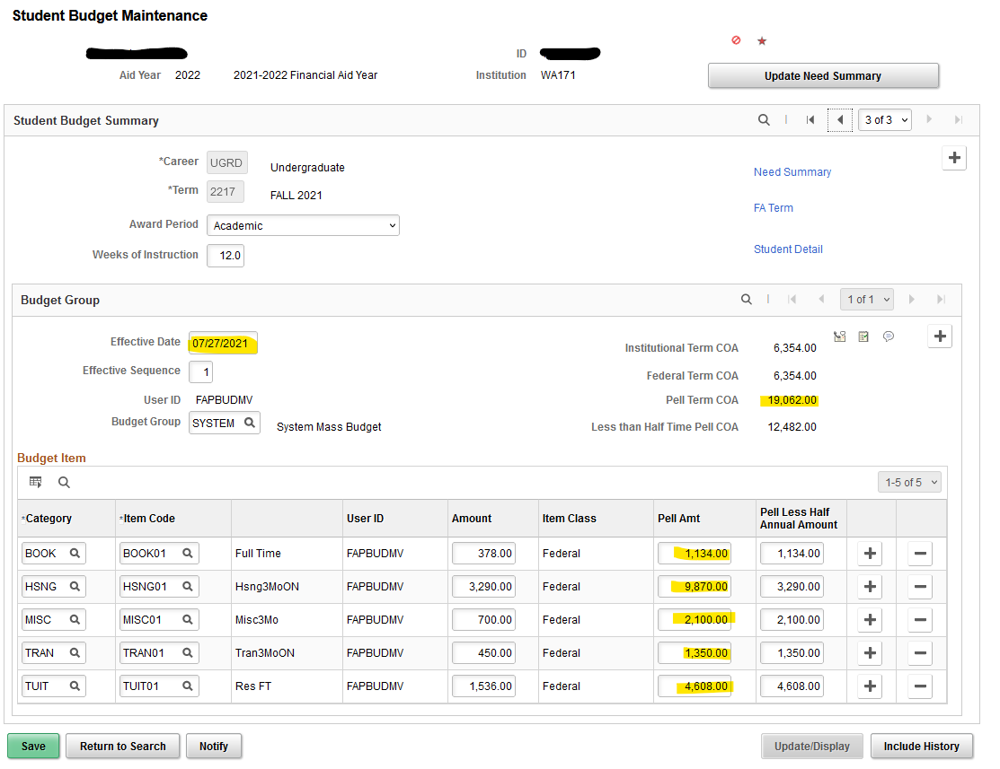 Student Budget Maintenance
ID
Aid Year 2022 2021-2022 Financial Aid Year Institution WA171
Update Need Summary
Student Budget Summary 3 of 3
*Career UGRD Undergraduate
Need Summary
*Term 2217 FALL 2021
FA Term
Award Period Academic
Weeks of Instruction 12.0
Student Detail
Budget Group 1 of 1
Effective Date 07/27/2021
Institutional Term COA 6,354.00
Effective Sequence 1
Federal Term COA 6,354.00
User ID FAPBUDMV
Pell Term COA 19,062.00
Budget Group SYSTEM System Mass Budget
Less than Half Time Pell COA 12,482.00
Budget Item
1-5 of 5
*Category *Item Code User ID Amount Item Class Pell Amt Pell Less Half
Annual Amount
BOOK BOOK01 Full Time FAPBUDMV 378.00 Federal 1,134.00 1,134.00
HSNG HSNG01 Hsng3MoON FAPBUDMV 3,290.00 Federal 9,870.00 3,290.00
MISC MISC01 Misc3Mo FAPBUDMV 700.00 Federal 2,100.00 2,100.00
TRAN TRAN01 Tran3MoON FAPBUDMV 450.00 Federal 1,350.00 1,350.00
TUIT TUIT01 Res FT FAPBUDMV 1,536.00 Federal 4,608.00 4,608.00
Save Return to Search Notify Update/Display Include History